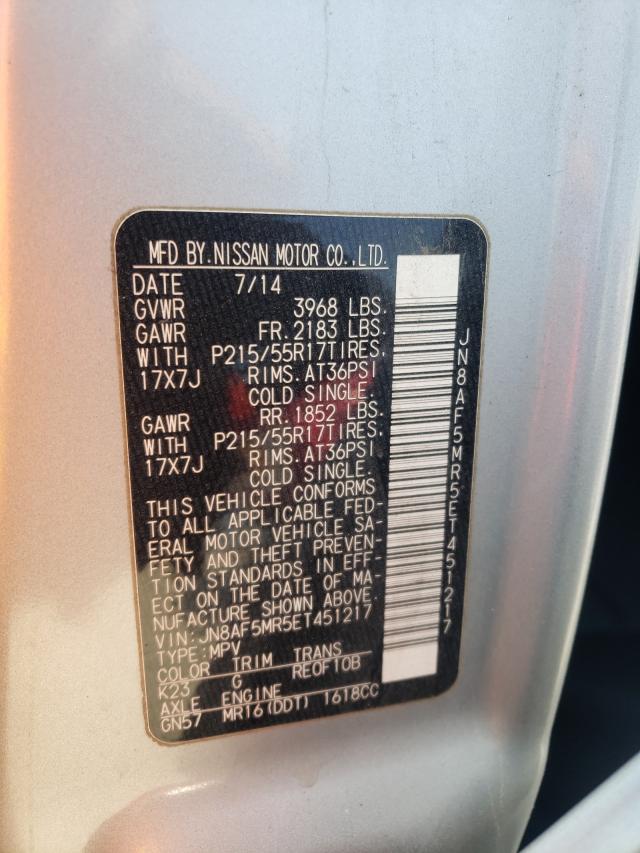 MFD BY.NISSAN MOTOR CO.,LTD.
DATE 7/14
GVWR 3968 LBS.
GAWR FR.2183 LBS.
WITH P215/55R17TIRES,
17X7J RIMS.AT36PSI
COLD SINGLE.
GAWR RR.1852 LBS.
WITH P215/55R17TIRES,
17X7J RIMS.AT36PSI
COLD SINGLE.
THIS VEHICLE CONFORMS
TO ALL APPLICABLE FED-
ERAL MOTOR VEHICLE SA-
FETY AND THEFT PREVEN-
TION STANDARDS IN EFF-
ECT ON THE DATE OF MA-
NUFACTURE SHOWN ABOVE.
VIN:JN8AF5MR5ET451217
TYPE:MPV
COLOR TRIM TRANS
K23 G REOF10B
AXLE ENGINE
GN57 MR16(DDT) 1618CC
JN8AF5MR5ET451217